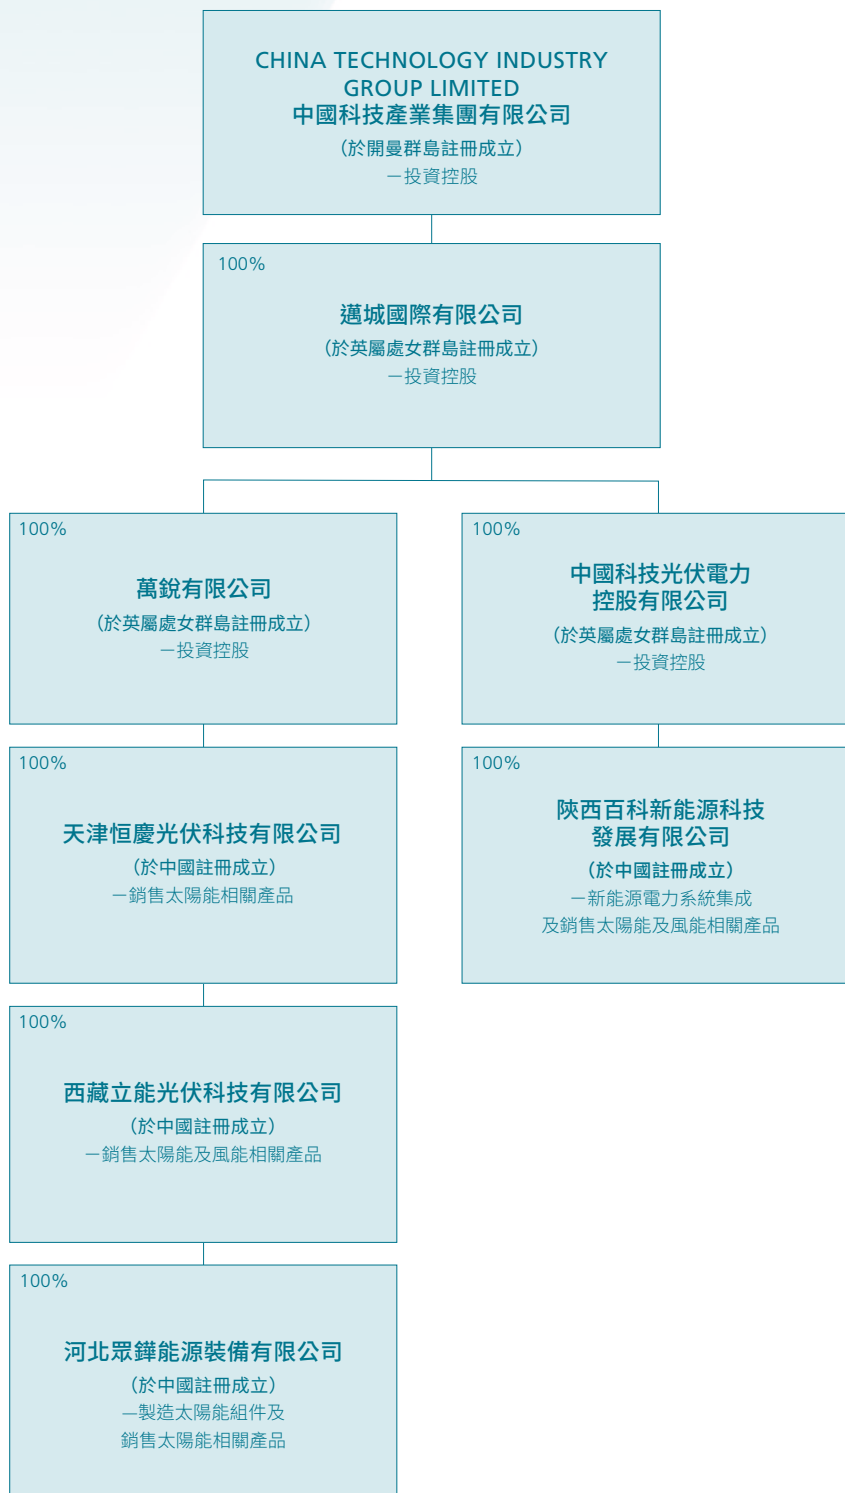 CHINA TECHNOLOGY INDUSTRY
GROUP LIMITED
中國科技產業集團有限公司
(於開曼群島註冊成立)
－投資控股
100%
邁城國際有限公司
(於英屬處女群島註冊成立)
－投資控股
100%
萬銳有限公司
(於英屬處女群島註冊成立)
－投資控股
100%
中國科技光伏電力
控股有限公司
(於英屬處女群島註冊成立)
－投資控股
100%
天津恒慶光伏科技有限公司
(於中國註冊成立)
－銷售太陽能相關產品
100%
陝西百科新能源科技
發展有限公司
(於中國註冊成立)
－新能源電力系統集成
及銷售太陽能及風能相關產品
100%
西藏立能光伏科技有限公司
(於中國註冊成立)
－銷售太陽能及風能相關產品
100%
河北眾鏵能源裝備有限公司
(於中國註冊成立)
—製造太陽能組件及
銷售太陽能相關產品